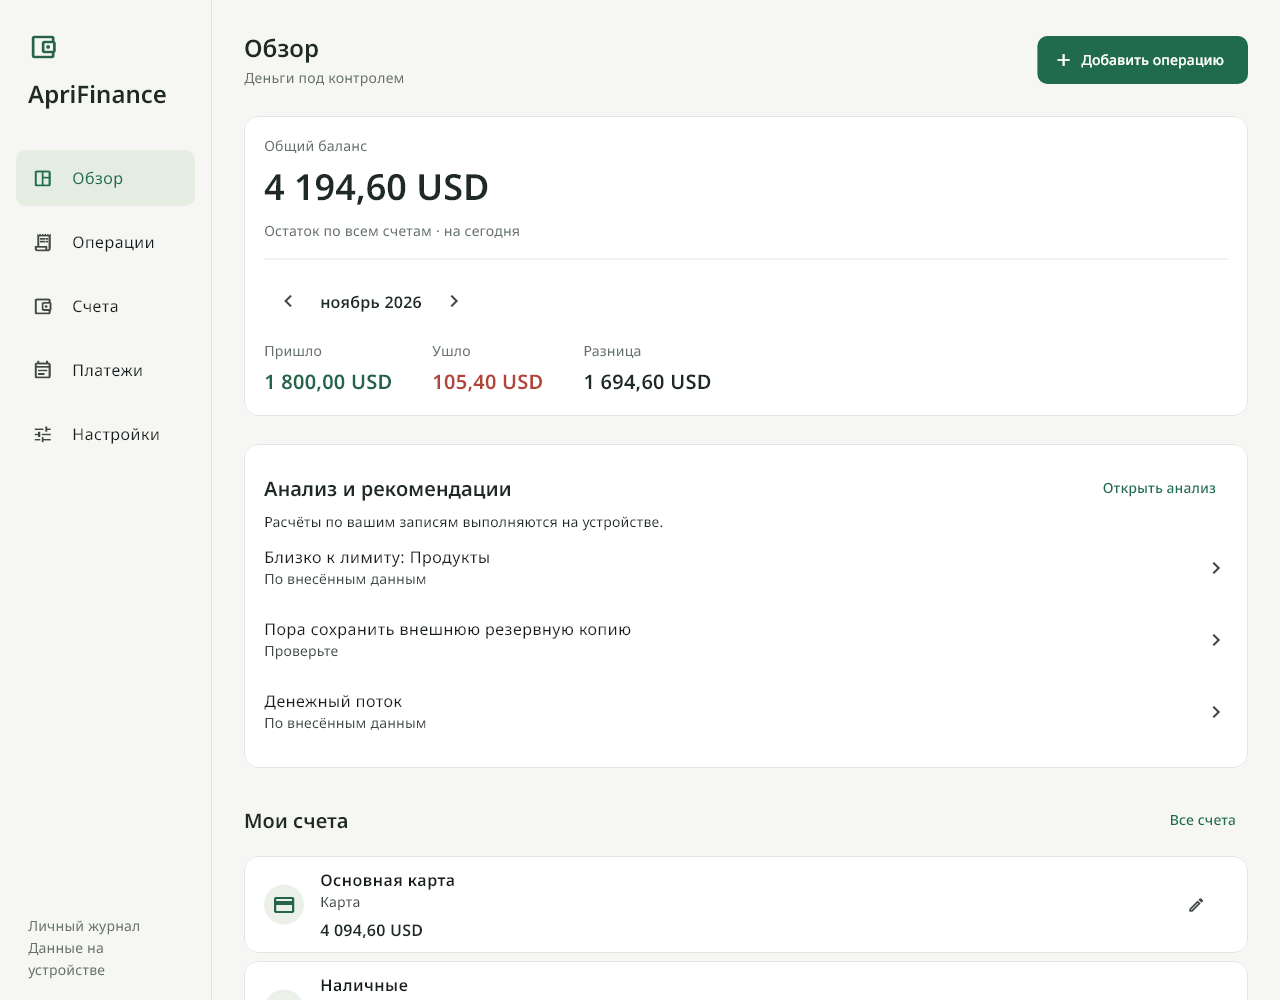 ApriFinance
Обзор
Операции
Счета
Платежи
Настройки
Личный журнал
Данные на
устройстве
Обзор
Деньги под контролем
Добавить операцию
Общий баланс
4 194,60 USD
Остаток по всем счетам · на сегодня
ноябрь 2026
Пришло
1 800,00 USD
Ушло
105,40 USD
Разница
1 694,60 USD
Анализ и рекомендации
Открыть анализ
Расчёты по вашим записям выполняются на устройстве.
Близко к лимиту: Продукты
По внесённым данным
Пора сохранить внешнюю резервную копию
Проверьте
Денежный поток
По внесённым данным
Мои счета
Все счета
Основная карта
Карта
4 094,60 USD
Наличные